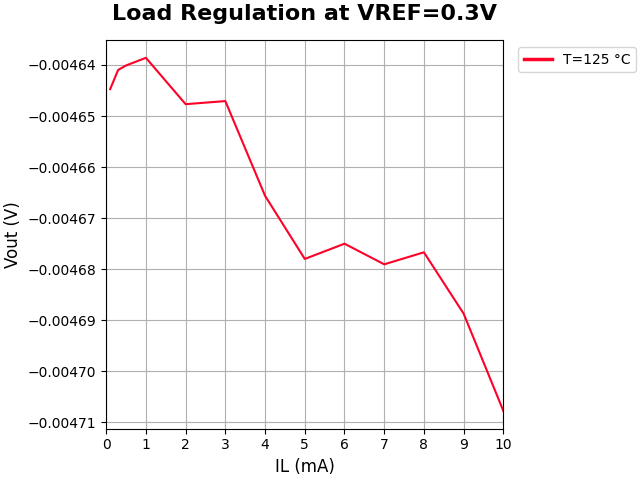 Load Regulation at VREF=0.3V
T=125 °C
−0.00464
−0.00465
−0.00466
−0.00467
−0.00468
−0.00469
−0.00470
−0.00471
Vout (V)
0 1 2 3 4 5 6 7 8 9 10
IL (mA)